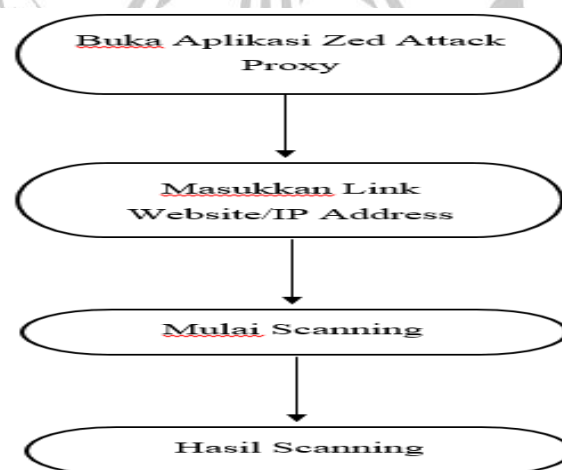 Buka Aplikasi Zed Attack
Proxy
Masukkan Link
Website/IP Address
Mulai Scanning
Hasil Scanning